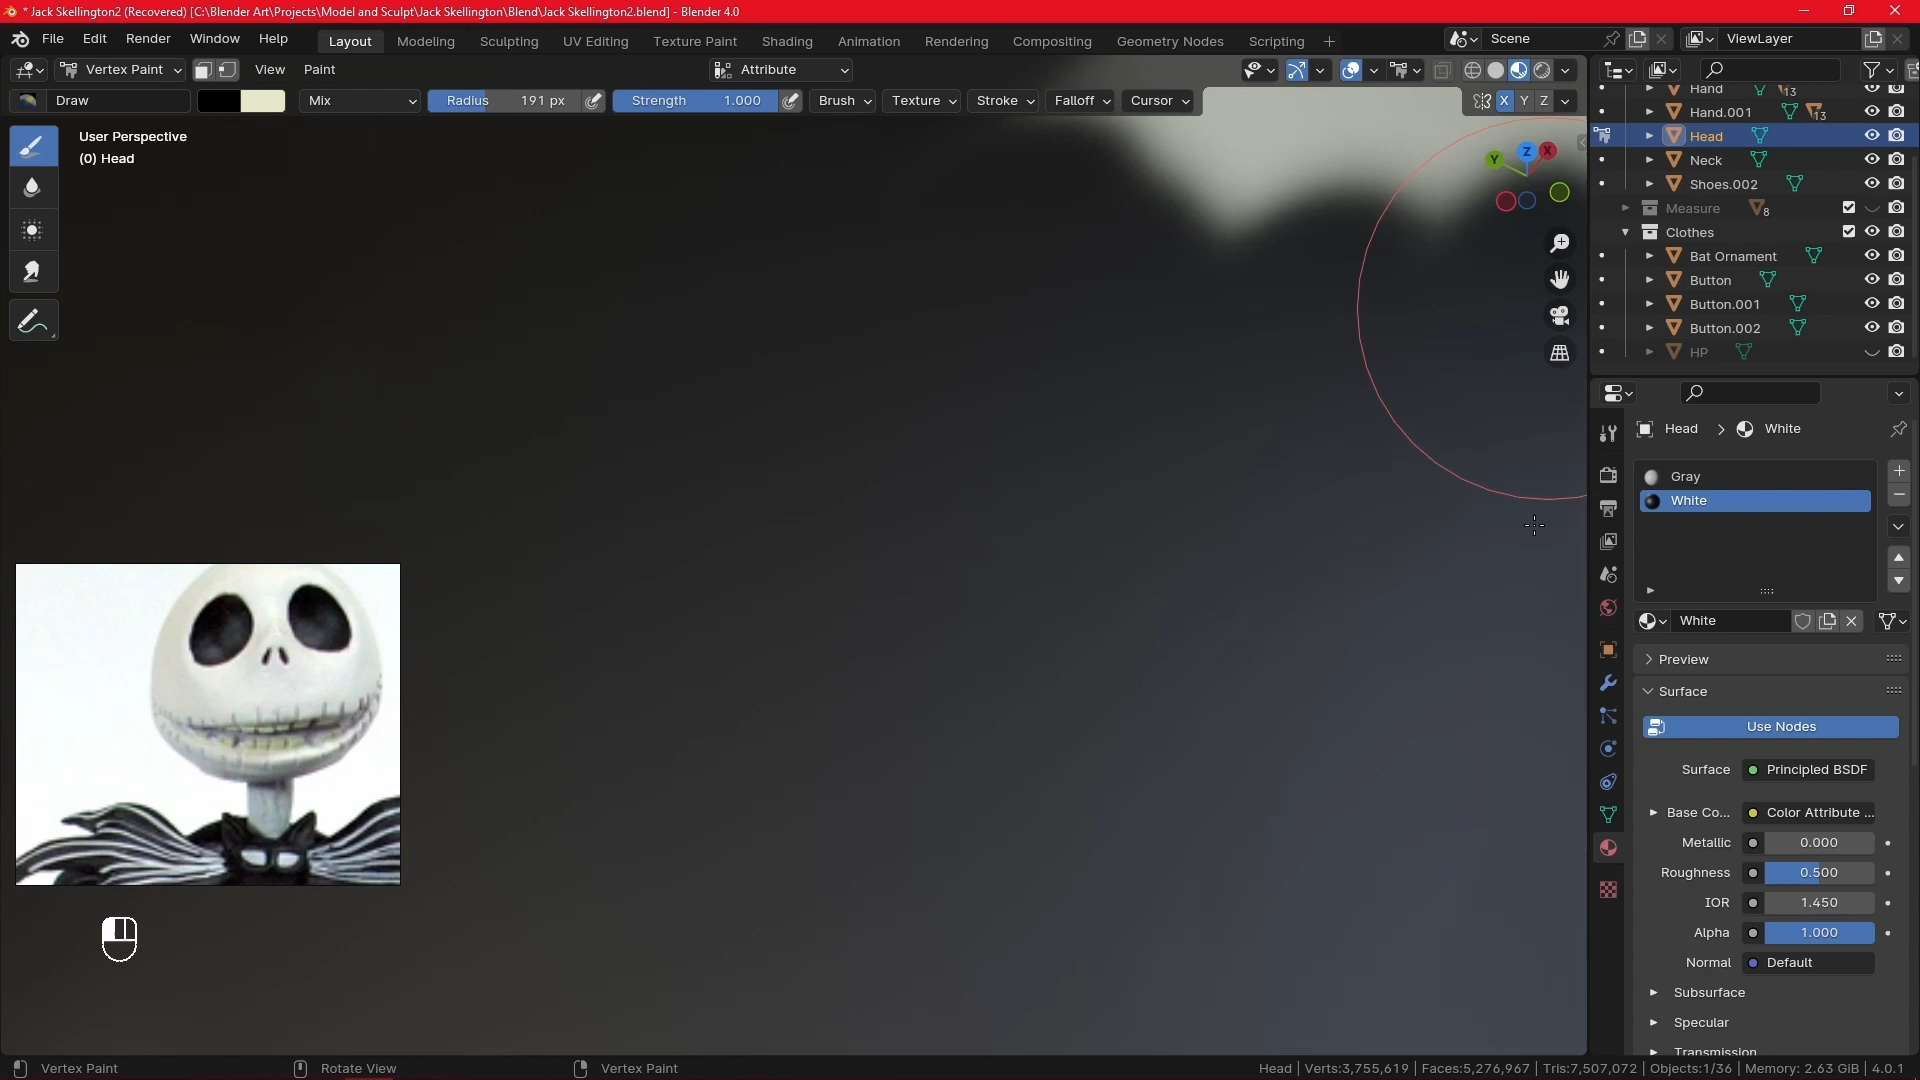 * Jack Skellington2 (Recovered) [C:\Blender Art\Projects\Model and Sculpt\Jack Skellington\Blend\Jack Skellington2.blend] - Blender 4.0
File Edit Render Window Help Layout Modeling Sculpting UV Editing Texture Paint Shading Animation Rendering Compositing Geometry Nodes Scripting + Scene ViewLayer
Vertex Paint View Paint Attribute
Draw Mix Radius 191 px Strength 1.000 Brush Texture Stroke Falloff Cursor X Y Z
User Perspective
(0) Head
Z X Y
Hand 13
Hand.001 13
Head
Neck
Shoes.002
Measure 8
Clothes
Bat Ornament
Button
Button.001
Button.002
HP
Head > White
Gray
White
White
Preview
Surface
Use Nodes
Surface Principled BSDF
Base Co... Color Attribute ...
Metallic 0.000
Roughness 0.500
IOR 1.450
Alpha 1.000
Normal Default
Subsurface
Specular
Transmission
Vertex Paint Rotate View Vertex Paint Head | Verts:3,755,619 | Faces:5,276,967 | Tris:7,507,072 | Objects:1/36 | Memory: 2.63 GiB | 4.0.1